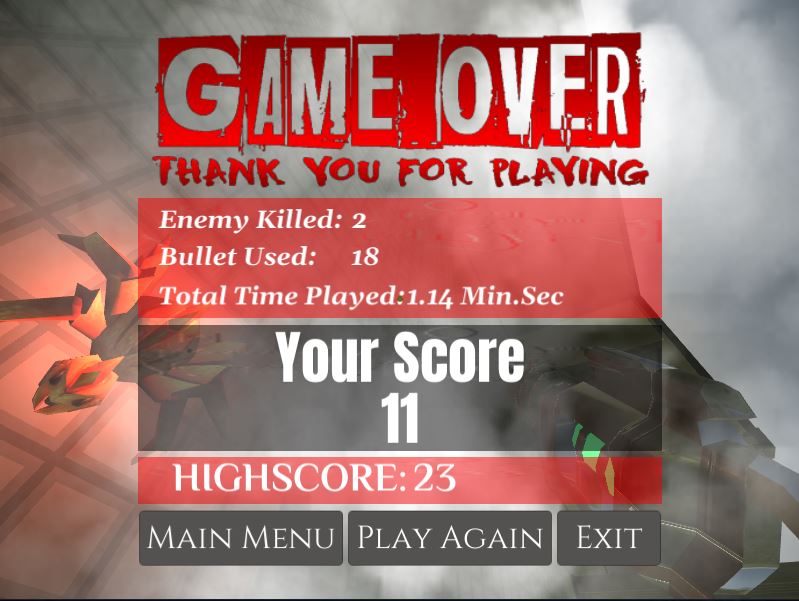 GAME OVER
THANK YOU FOR PLAYING
Enemy Killed: 2
Bullet Used: 18
Total Time Played:1.14 Min.Sec
Your Score
11
HIGHSCORE: 23
MAIN MENU PLAY AGAIN EXIT